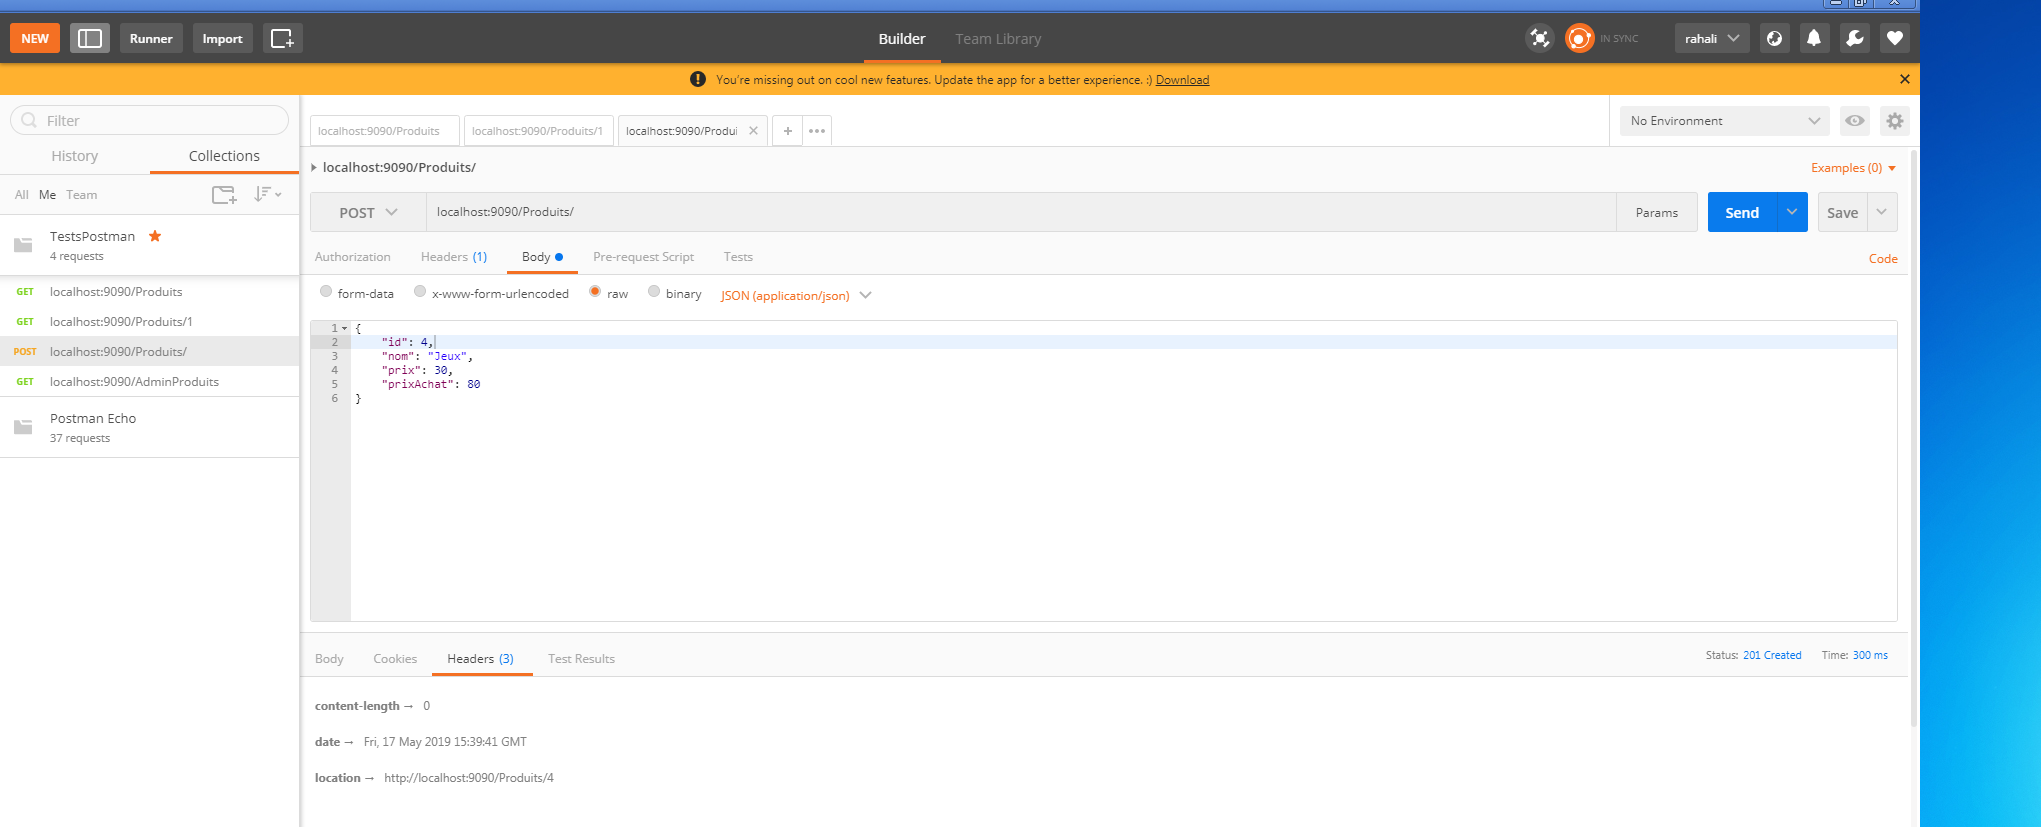 NEW
Runner
Import
Builder
Team Library
IN SYNC
rahali
You're missing out on cool new features. Update the app for a better experience. :) Download
Filter
History
Collections
All Me Team
TestsPostman
4 requests
GET localhost:9090/Produits
GET localhost:9090/Produits/1
POST localhost:9090/Produits/
GET localhost:9090/AdminProduits
Postman Echo
37 requests
localhost:9090/Produits
localhost:9090/Produits/1
localhost:9090/Produi
No Environment
localhost:9090/Produits/
Examples (0)
POST
localhost:9090/Produits/
Params
Send
Save
Authorization
Headers (1)
Body
Pre-request Script
Tests
Code
form-data
x-www-form-urlencoded
raw
binary
JSON (application/json)
1 {
2 "id": 4,
3 "nom": "Jeux",
4 "prix": 30,
5 "prixAchat": 80
6 }
Body
Cookies
Headers (3)
Test Results
Status: 201 Created
Time: 300 ms
content-length → 0
date → Fri, 17 May 2019 15:39:41 GMT
location → http://localhost:9090/Produits/4